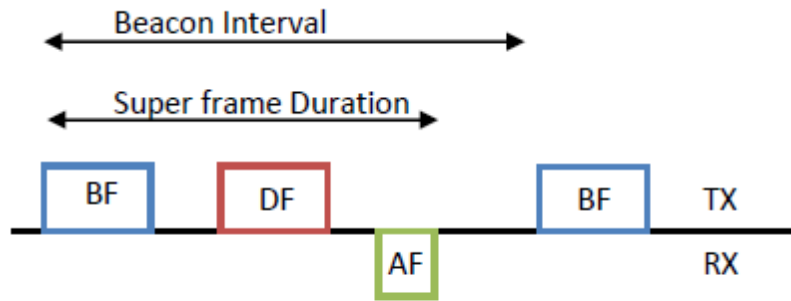 Beacon Interval
Super frame Duration
BF DF BF TX
AF RX